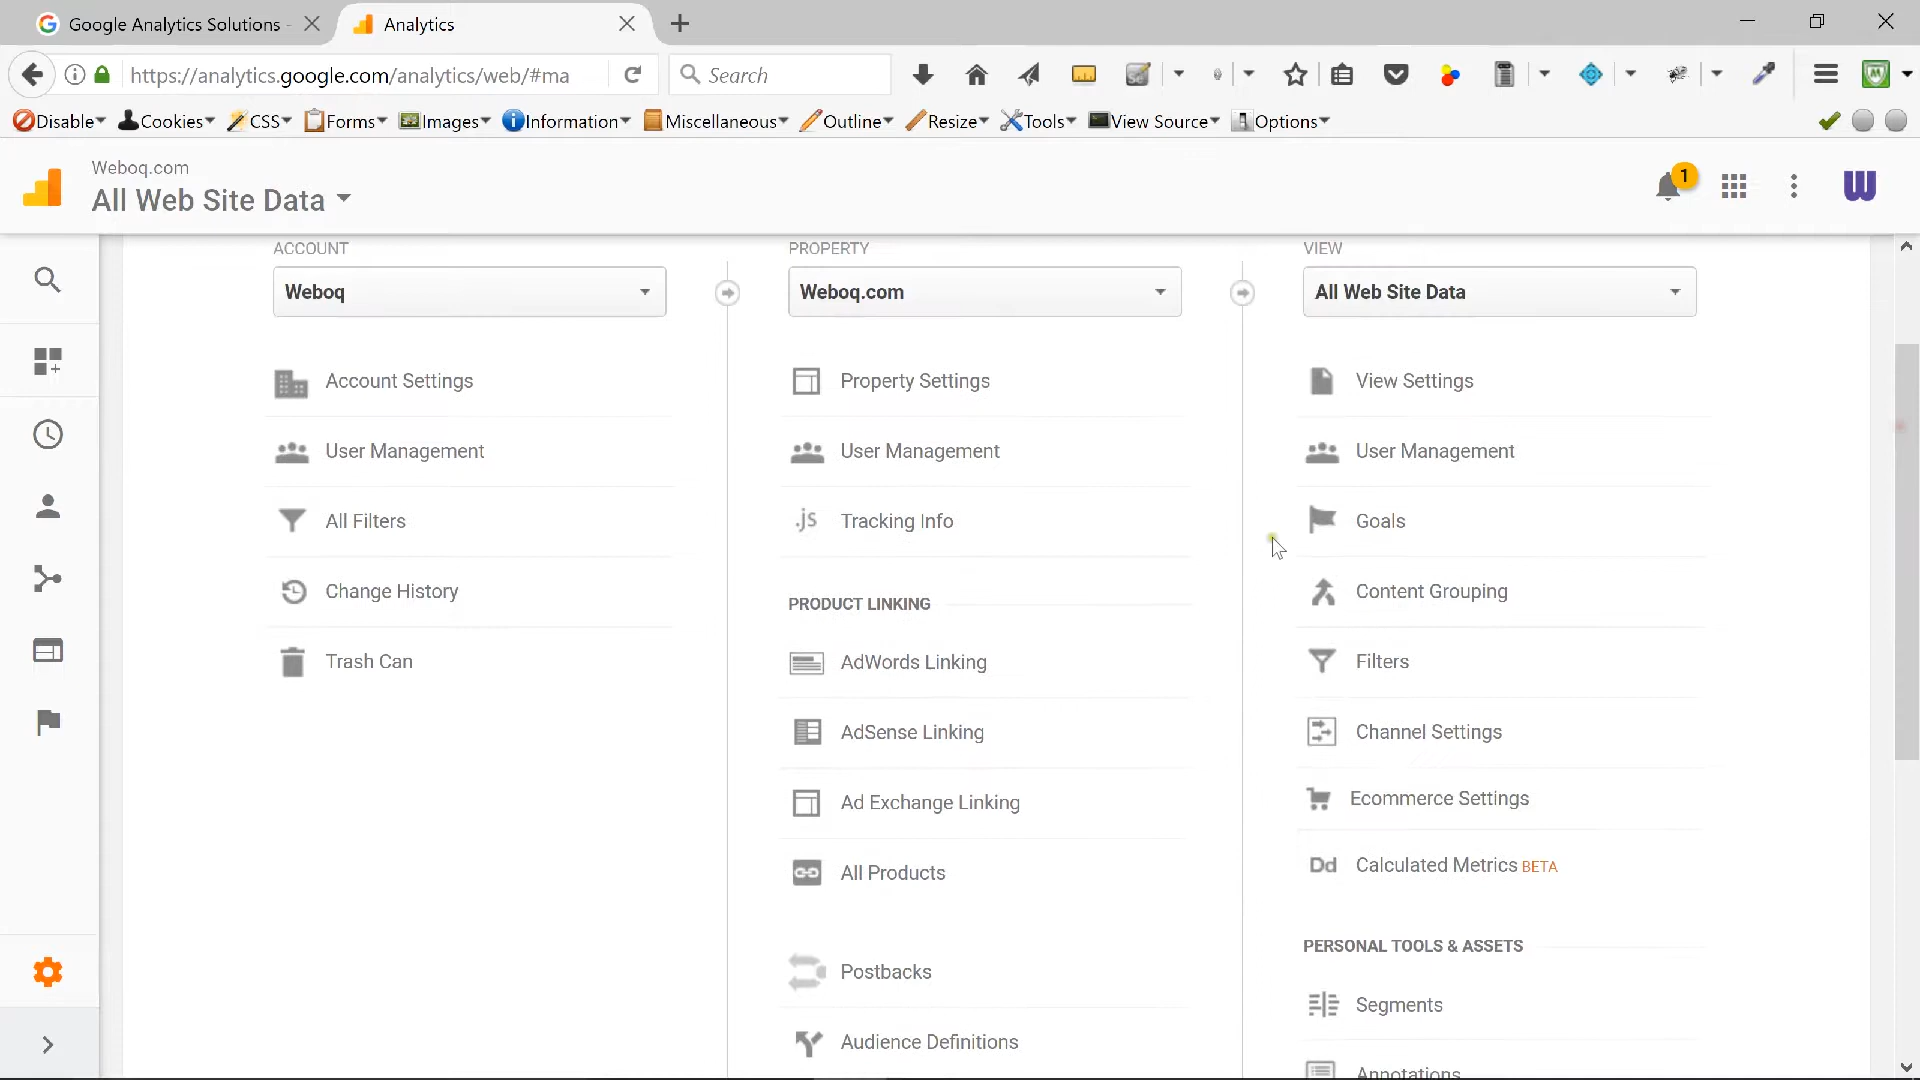 Google Analytics Solutions -
Analytics
https://analytics.google.com/analytics/web/#ma
Search
Disable
Cookies
CSS
Forms
Images
Information
Miscellaneous
Outline
Resize
Tools
View Source
Options
Weboq.com
All Web Site Data
1
W
ACCOUNT
Weboq
Account Settings
User Management
All Filters
Change History
Trash Can
PROPERTY
Weboq.com
Property Settings
User Management
.js Tracking Info
PRODUCT LINKING
AdWords Linking
AdSense Linking
Ad Exchange Linking
All Products
Postbacks
Audience Definitions
VIEW
All Web Site Data
View Settings
User Management
Goals
Content Grouping
Filters
Channel Settings
Ecommerce Settings
Dd Calculated Metrics BETA
PERSONAL TOOLS & ASSETS
Segments
Annotations